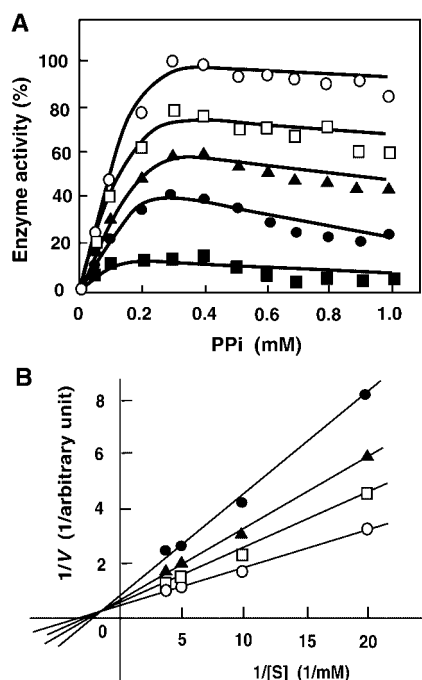 A
Enzyme activity (%)
100
80
60
40
20
0
0 0.2 0.4 0.6 0.8 1.0
PPi (mM)
B
1/V (1/arbitrary unit)
8
6
4
2
0 5 10 15 20
1/[S] (1/mM)